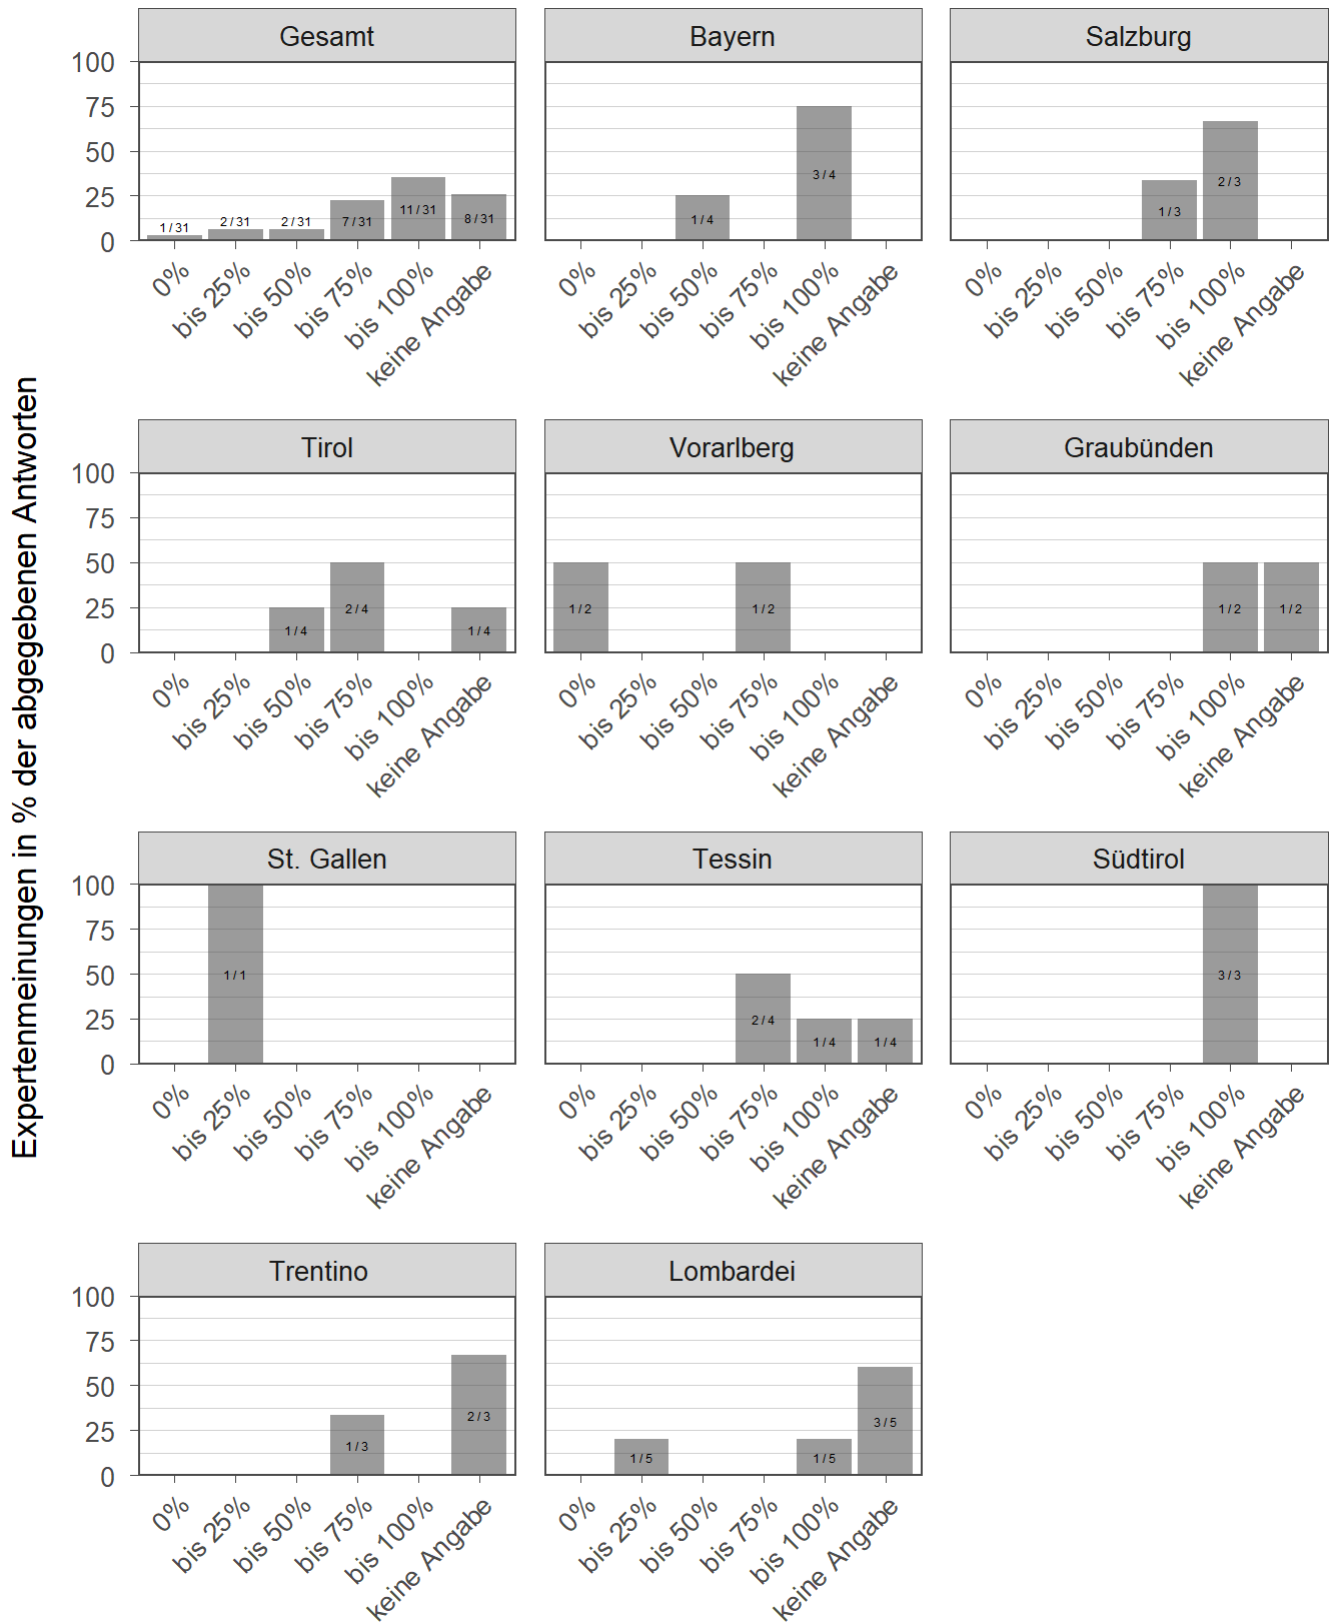 Expertenmeinungen in % der abgegebenen Antworten
Gesamt
100
75
50
25
0
1 / 31
2 / 31
2 / 31
7 / 31
11 / 31
8 / 31
0%
bis 25%
bis 50%
bis 75%
bis 100%
keine Angabe
Bayern
1 / 4
3 / 4
0%
bis 25%
bis 50%
bis 75%
bis 100%
keine Angabe
Salzburg
1 / 3
2 / 3
0%
bis 25%
bis 50%
bis 75%
bis 100%
keine Angabe
Tirol
100
75
50
25
0
1 / 4
2 / 4
1 / 4
0%
bis 25%
bis 50%
bis 75%
bis 100%
keine Angabe
Vorarlberg
1 / 2
1 / 2
0%
bis 25%
bis 50%
bis 75%
bis 100%
keine Angabe
Graubünden
1 / 2
1 / 2
0%
bis 25%
bis 50%
bis 75%
bis 100%
keine Angabe
St. Gallen
100
75
50
25
0
1 / 1
0%
bis 25%
bis 50%
bis 75%
bis 100%
keine Angabe
Tessin
2 / 4
1 / 4
1 / 4
0%
bis 25%
bis 50%
bis 75%
bis 100%
keine Angabe
Südtirol
3 / 3
0%
bis 25%
bis 50%
bis 75%
bis 100%
keine Angabe
Trentino
100
75
50
25
0
1 / 3
2 / 3
0%
bis 25%
bis 50%
bis 75%
bis 100%
keine Angabe
Lombardei
1 / 5
1 / 5
3 / 5
0%
bis 25%
bis 50%
bis 75%
bis 100%
keine Angabe